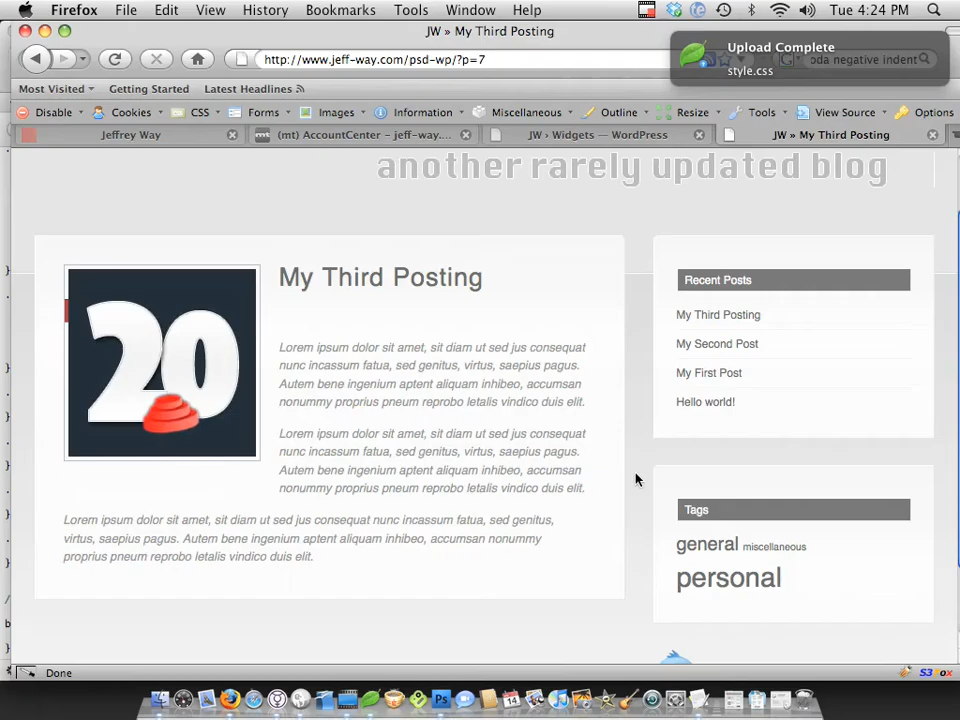 Firefox File Edit View History Bookmarks Tools Window Help Tue 4:24 PM
JW » My Third Posting
http://www.jeff-way.com/psd-wp/?p=7
oda negative indent
Upload Complete
style.css
Most Visited Getting Started Latest Headlines
Disable Cookies CSS Forms Images Information Miscellaneous Outline Resize Tools View Source Options
Jeffrey Way (mt) AccountCenter – jeff-way.... JW › Widgets — WordPress JW » My Third Posting
another rarely updated blog
20
My Third Posting
Lorem ipsum dolor sit amet, sit diam ut sed jus consequat
nunc incassum fatua, sed genitus, virtus, saepius pagus.
Autem bene ingenium aptent aliquam inhibeo, accumsan
nonummy proprius pneum reprobo letalis vindico duis elit.
Lorem ipsum dolor sit amet, sit diam ut sed jus consequat
nunc incassum fatua, sed genitus, virtus, saepius pagus.
Autem bene ingenium aptent aliquam inhibeo, accumsan
nonummy proprius pneum reprobo letalis vindico duis elit.
Lorem ipsum dolor sit amet, sit diam ut sed jus consequat nunc incassum fatua, sed genitus,
virtus, saepius pagus. Autem bene ingenium aptent aliquam inhibeo, accumsan nonummy
proprius pneum reprobo letalis vindico duis elit.
Recent Posts
My Third Posting
My Second Post
My First Post
Hello world!
Tags
general miscellaneous
personal
Done
S3Fox